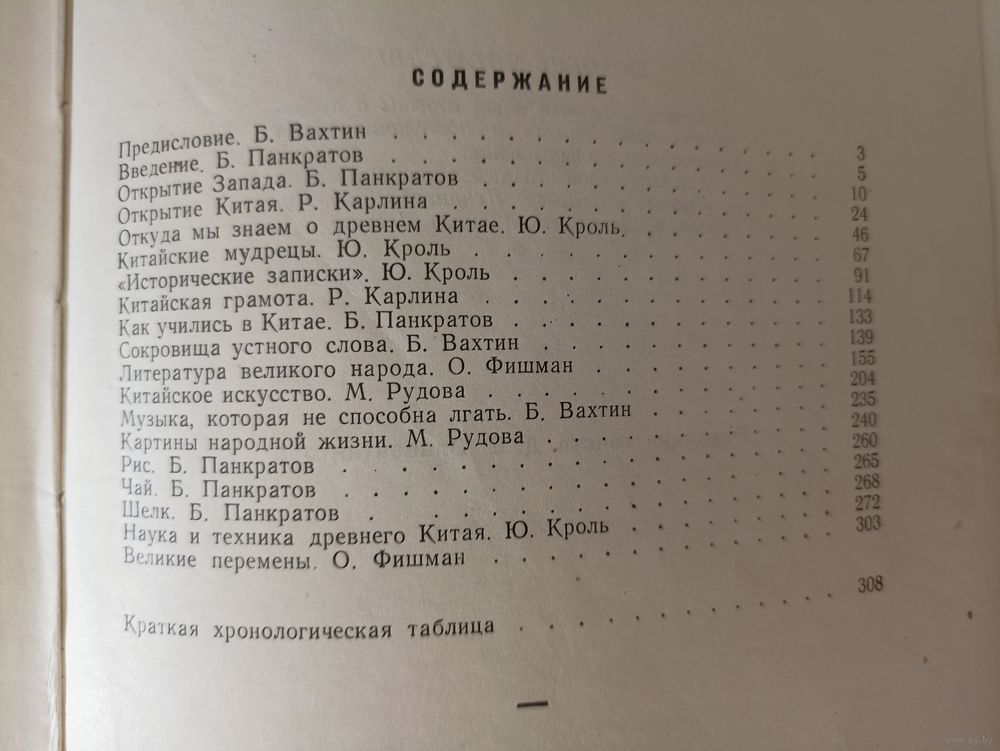 СОДЕРЖАНИЕ
Предисловие. Б. Вахтин . . . . . . . . . . . . 3
Введение. Б. Панкратов . . . . . . . . . . . . 5
Открытие Запада. Б. Панкратов . . . . . . . . . . . . 10
Открытие Китая. Р. Карлина . . . . . . . . . . . . 24
Откуда мы знаем о древнем Китае. Ю. Кроль. . . . . . . . 46
Китайские мудрецы. Ю. Кроль . . . . . . . . . . . . 67
«Исторические записки». Ю. Кроль . . . . . . . . . . . 91
Китайская грамота. Р. Карлина . . . . . . . . . . . . 114
Как учились в Китае. Б. Панкратов . . . . . . . . . . . 133
Сокровища устного слова. Б. Вахтин . . . . . . . . . . 139
Литература великого народа. О. Фишман . . . . . . . . 155
Китайское искусство. М. Рудова . . . . . . . . . . . . 204
Музыка, которая не способна лгать. Б. Вахтин . . . . . . 235
Картины народной жизни. М. Рудова . . . . . . . . . . 240
Рис. Б. Панкратов . . . . . . . . . . . . 260
Чай. Б. Панкратов . . . . . . . . . . . . 265
Шелк. Б. Панкратов . . . . . . . . . . . . 268
Наука и техника древнего Китая. Ю. Кроль . . . . . . . . 272
Великие перемены. О. Фишман . . . . . . . . . . . . 303
Краткая хронологическая таблица . . . . . . . . . . . . 308
www.ay.by